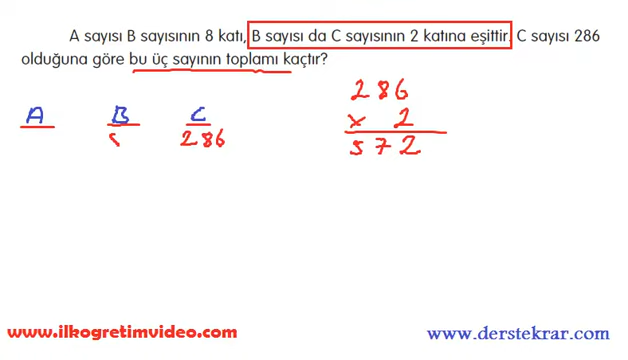 A sayısı B sayısının 8 katı, B sayısı da C sayısının 2 katına eşittir. C sayısı 286
olduğuna göre bu üç sayının toplamı kaçtır?
A B C
286
286
x 2
572
www.ilkogretimvideo.com
www.derstekrar.com